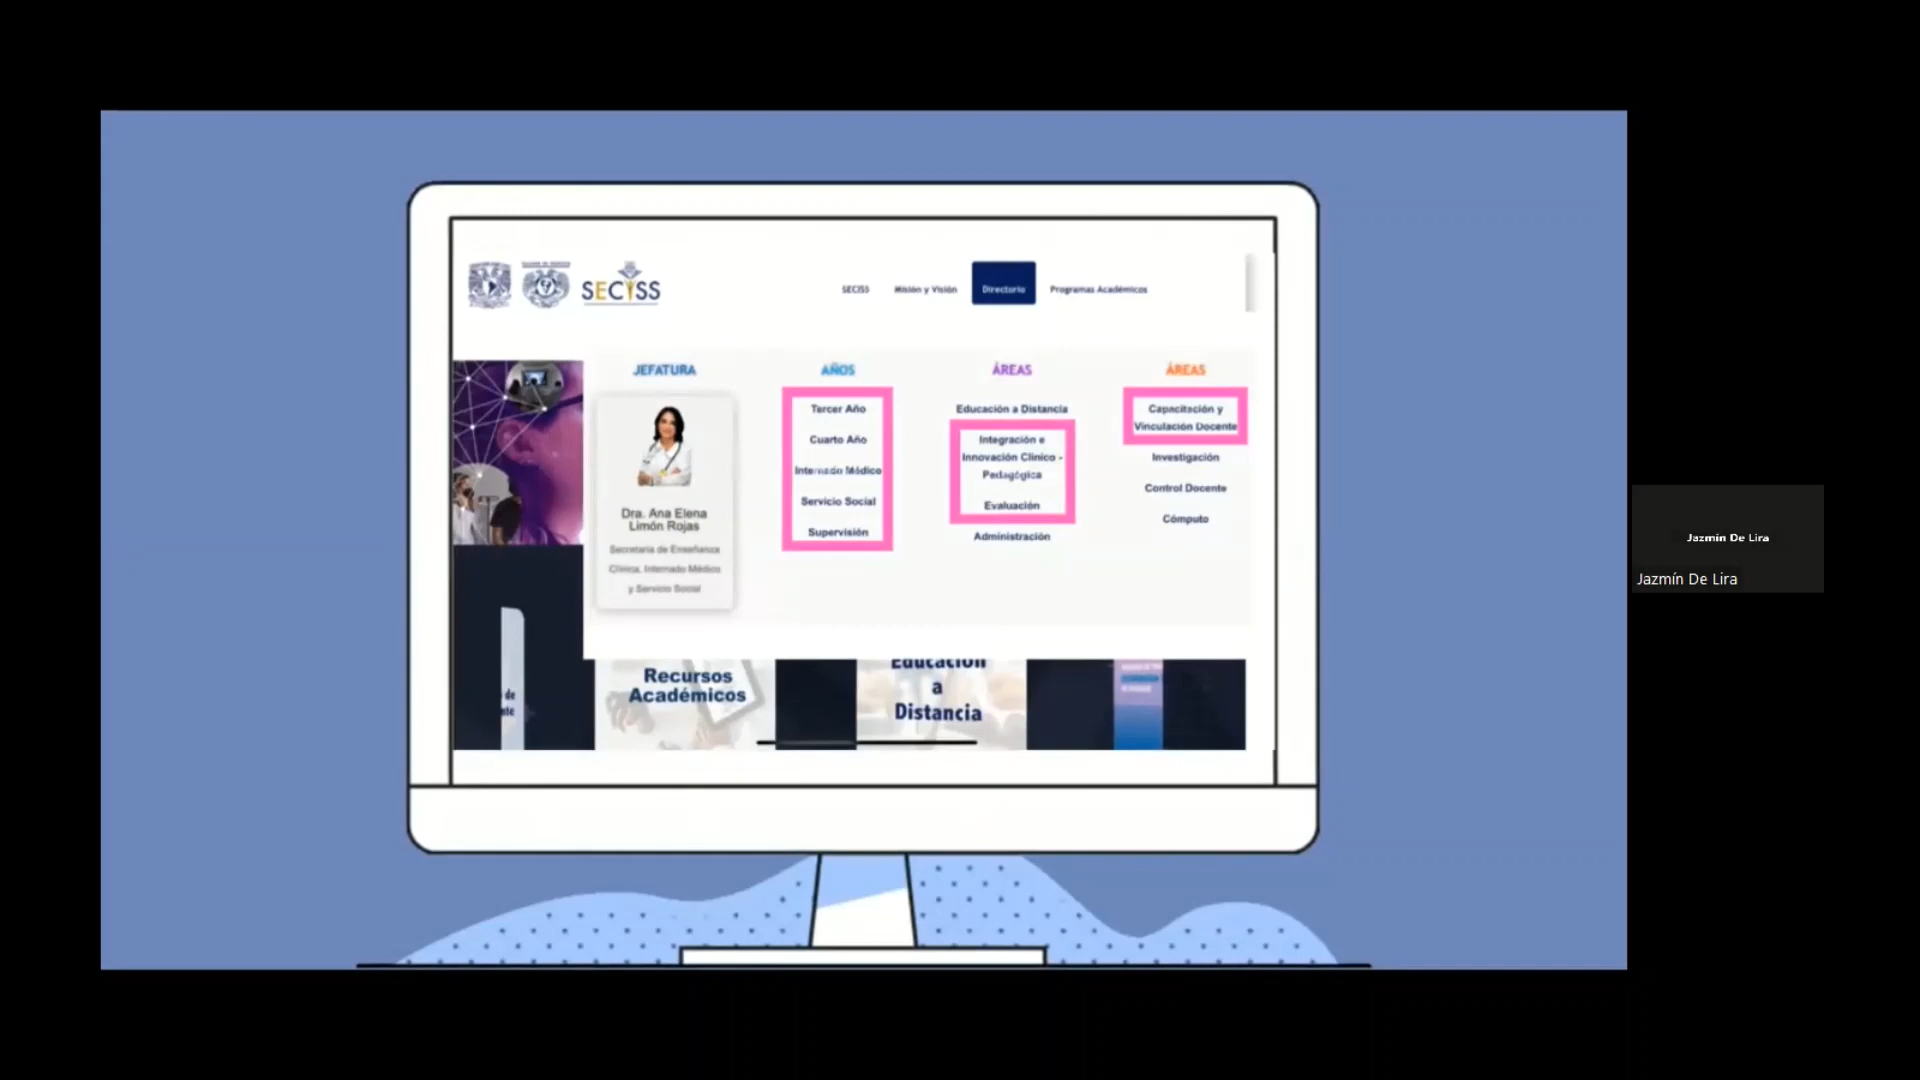 SECISS
SECISS
Misión y Visión
Directorio
Programas Académicos
JEFATURA
Dra. Ana Elena
Limón Rojas
Secretaria de Enseñanza
Clínica, Internado Médico
y Servicio Social
AÑOS
Tercer Año
Cuarto Año
Internado Médico
Servicio Social
Supervisión
ÁREAS
Educación a Distancia
Integración e
Innovación Clínico -
Pedagógica
Evaluación
Administración
ÁREAS
Capacitación y
Vinculación Docente
Investigación
Control Docente
Cómputo
de
nte
Recursos
Académicos
Educación
a
Distancia
Jazmín De Lira
Jazmín De Lira